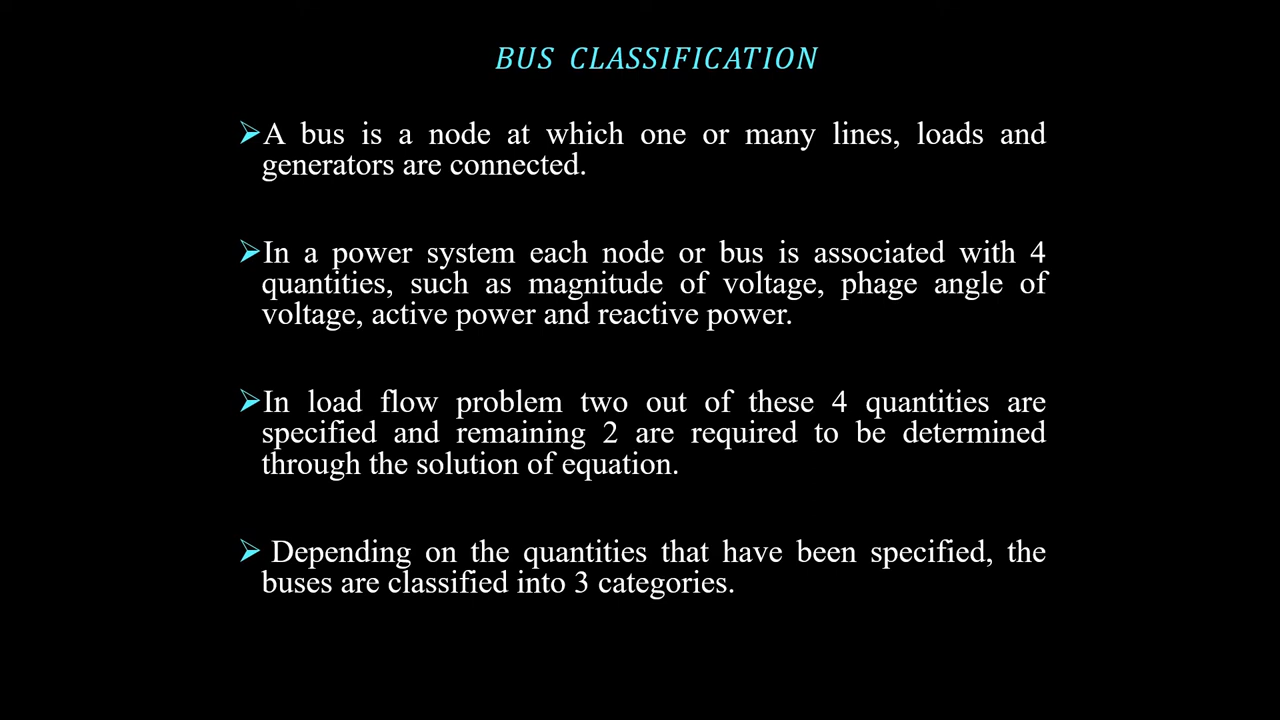 BUS CLASSIFICATION
➢A bus is a node at which one or many lines, loads and
generators are connected.
➢In a power system each node or bus is associated with 4
quantities, such as magnitude of voltage, phage angle of
voltage, active power and reactive power.
➢In load flow problem two out of these 4 quantities are
specified and remaining 2 are required to be determined
through the solution of equation.
➢ Depending on the quantities that have been specified, the
buses are classified into 3 categories.